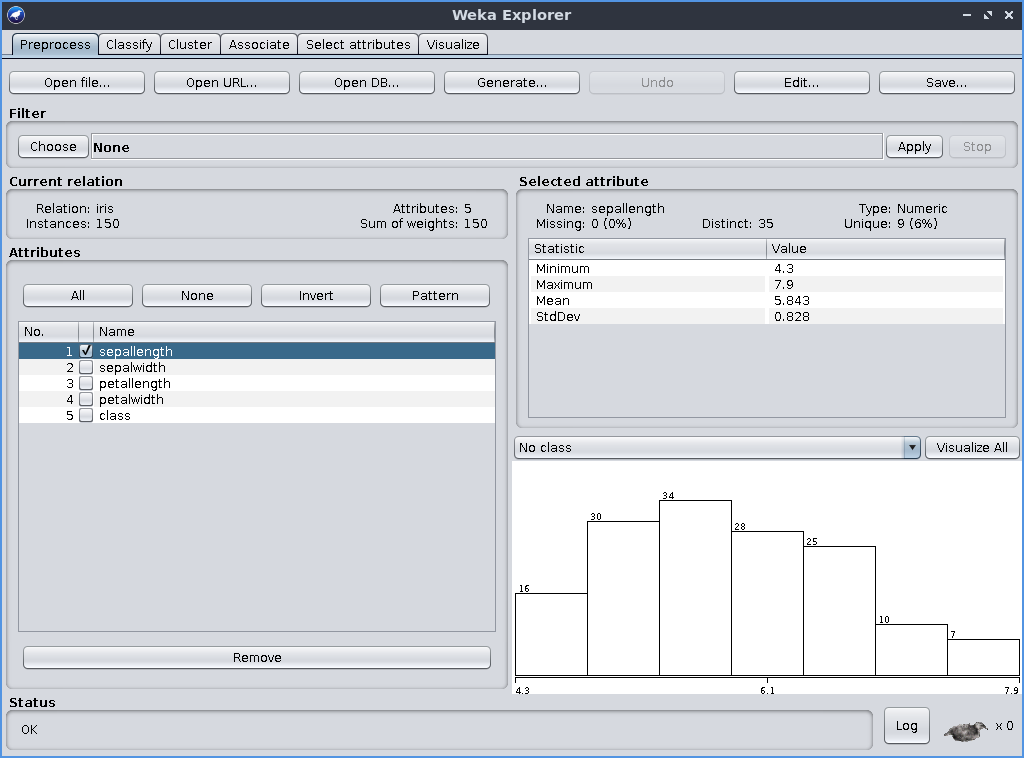 Weka Explorer
Preprocess Classify Cluster Associate Select attributes Visualize
Open file... Open URL... Open DB... Generate... Undo Edit... Save...
Filter
Choose None Apply Stop
Current relation
Relation: iris Attributes: 5
Instances: 150 Sum of weights: 150
Attributes
All None Invert Pattern
No. Name
1 sepallength
2 sepalwidth
3 petallength
4 petalwidth
5 class
Remove
Selected attribute
Name: sepallength Type: Numeric
Missing: 0 (0%) Distinct: 35 Unique: 9 (6%)
Statistic Value
Minimum 4.3
Maximum 7.9
Mean 5.843
StdDev 0.828
No class Visualize All
16 30 34 28 25 10 7
4.3 6.1 7.9
Status
OK Log x 0